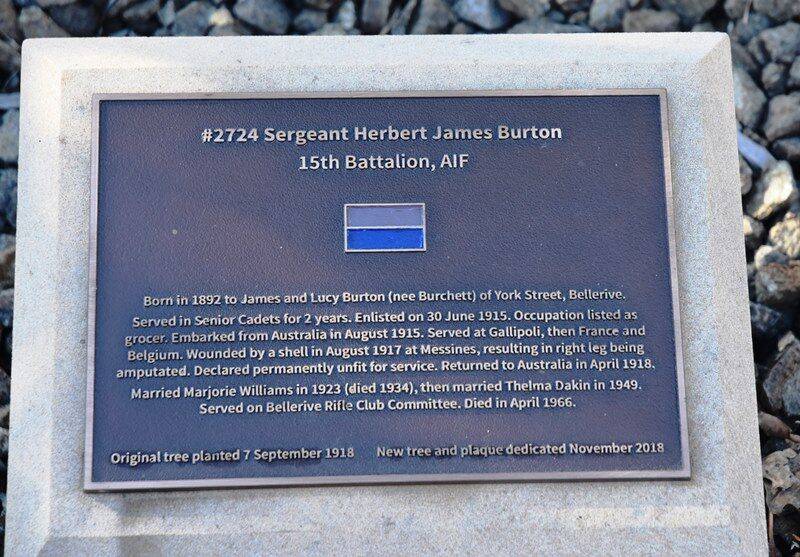 #2724 Sergeant Herbert James Burton
15th Battalion, AIF
Born in 1892 to James and Lucy Burton (nee Burchett) of York Street, Bellerive.
Served in Senior Cadets for 2 years. Enlisted on 30 June 1915. Occupation listed as
grocer. Embarked from Australia in August 1915. Served at Gallipoli, then France and
Belgium. Wounded by a shell in August 1917 at Messines, resulting in right leg being
amputated. Declared permanently unfit for service. Returned to Australia in April 1918.
Married Marjorie Williams in 1923 (died 1934), then married Thelma Dakin in 1949.
Served on Bellerive Rifle Club Committee. Died in April 1966.
Original tree planted 7 September 1918 New tree and plaque dedicated November 2018